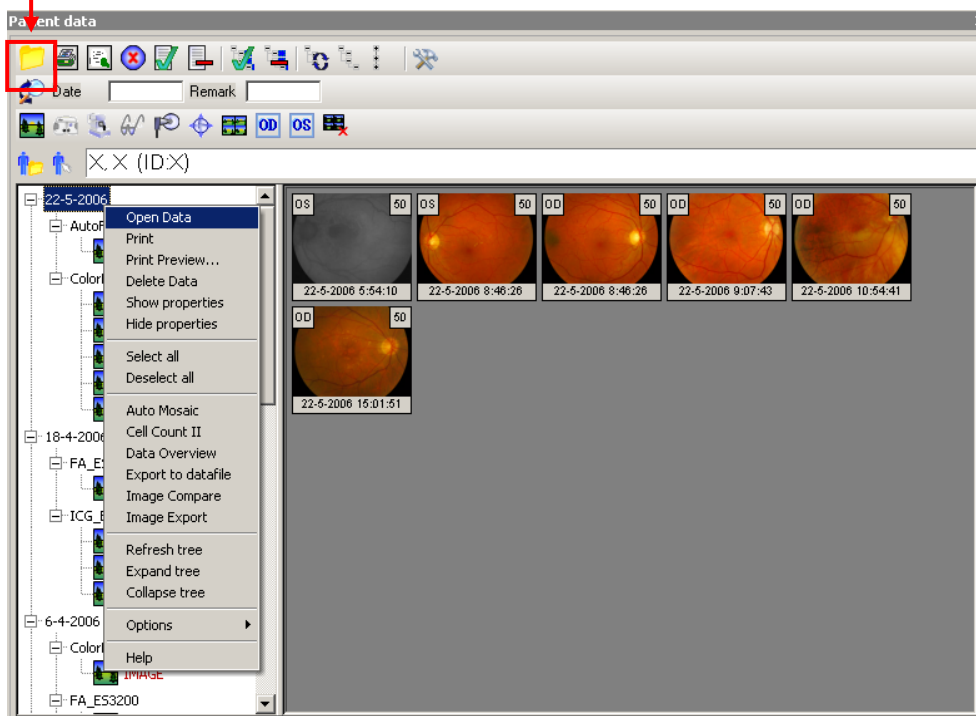 Patient data
Date Remark
OD OS
X, X (ID:X)
22-5-2006
Open Data
Print
Print Preview...
Delete Data
Show properties
Hide properties
Select all
Deselect all
Auto Mosaic
Cell Count II
Data Overview
Export to datafile
Image Compare
Image Export
Refresh tree
Expand tree
Collapse tree
Options
Help
18-4-2006
6-4-2006
IMAGE
FA_ES3200
OS 50
22-5-2006 5:54:10
OS 50
22-5-2006 8:46:26
OD 50
22-5-2006 8:46:26
OD 50
22-5-2006 9:07:43
OD 50
22-5-2006 10:54:41
OD 50
22-5-2006 15:01:51